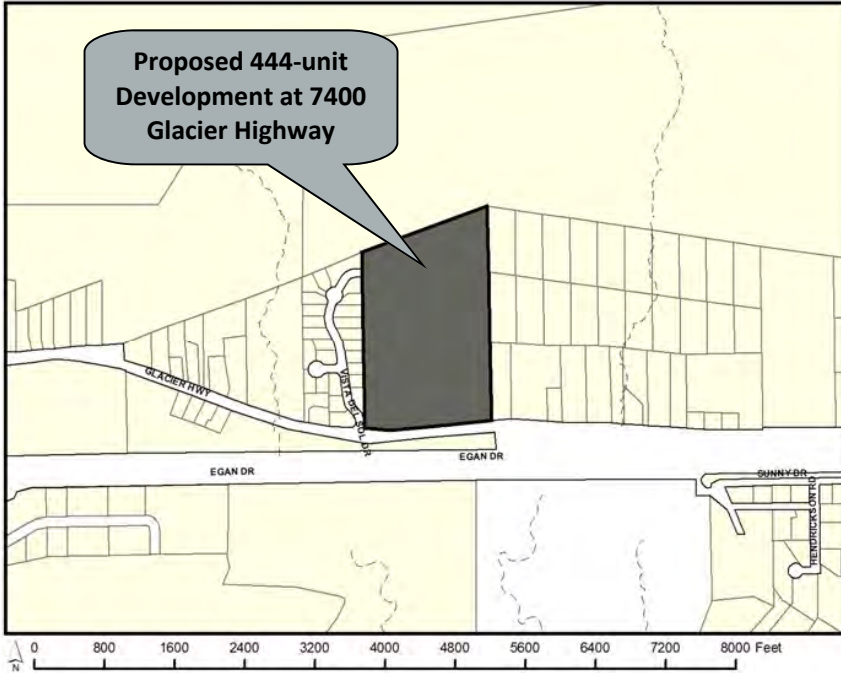 Proposed 444-unit
Development at 7400
Glacier Highway
GLACIER HWY
VISTA DEL SOL DR
EGAN DR
EGAN DR
SUNNY DR
HENDRICKSON RD
N
0 800 1600 2400 3200 4000 4800 5600 6400 7200 8000 Feet